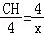 CH/4 = 4/x